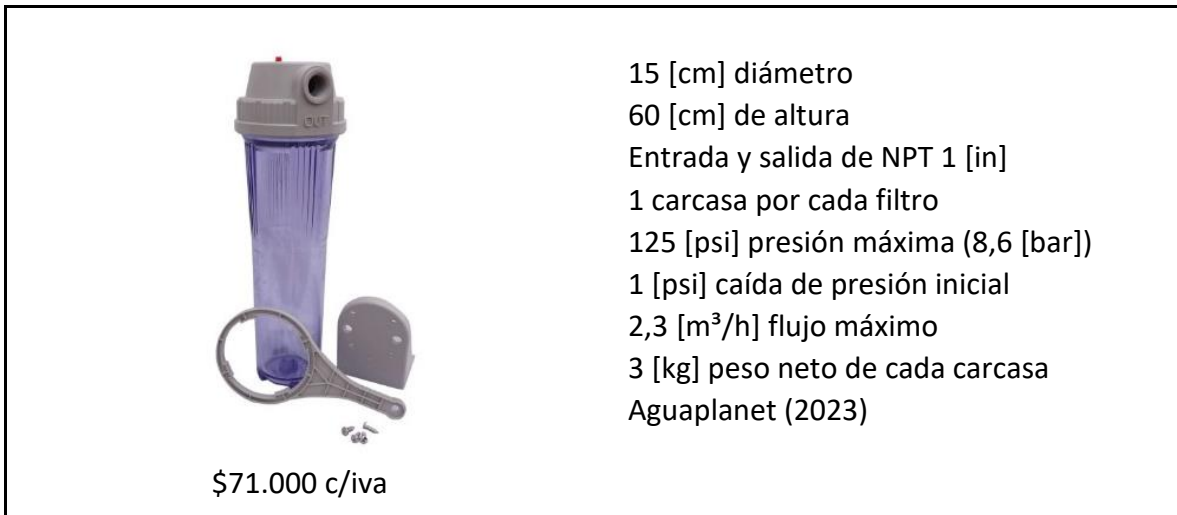 15 [cm] diámetro
60 [cm] de altura
Entrada y salida de NPT 1 [in]
1 carcasa por cada filtro
125 [psi] presión máxima (8,6 [bar])
1 [psi] caída de presión inicial
2,3 [m³/h] flujo máximo
3 [kg] peso neto de cada carcasa
Aguaplanet (2023)
OUT
$71.000 c/iva